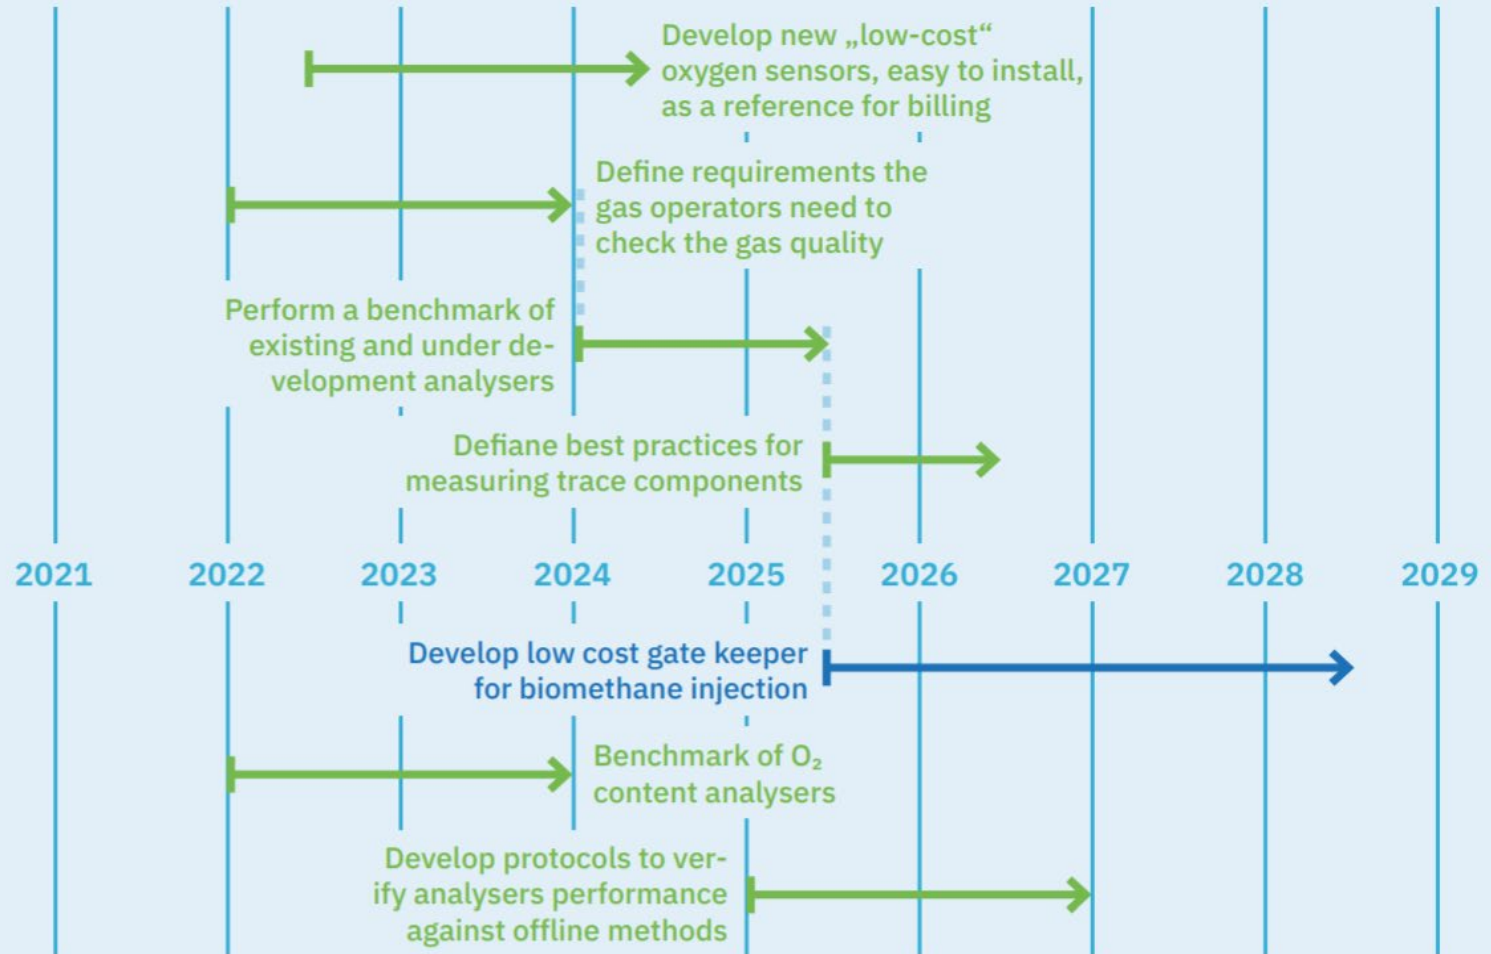 Develop new „low-cost“
oxygen sensors, easy to install,
as a reference for billing
Define requirements the
gas operators need to
check the gas quality
Perform a benchmark of
existing and under de-
velopment analysers
Defiane best practices for
measuring trace components
2021 2022 2023 2024 2025 2026 2027 2028 2029
Develop low cost gate keeper
for biomethane injection
Benchmark of O₂
content analysers
Develop protocols to ver-
ify analysers performance
against offline methods